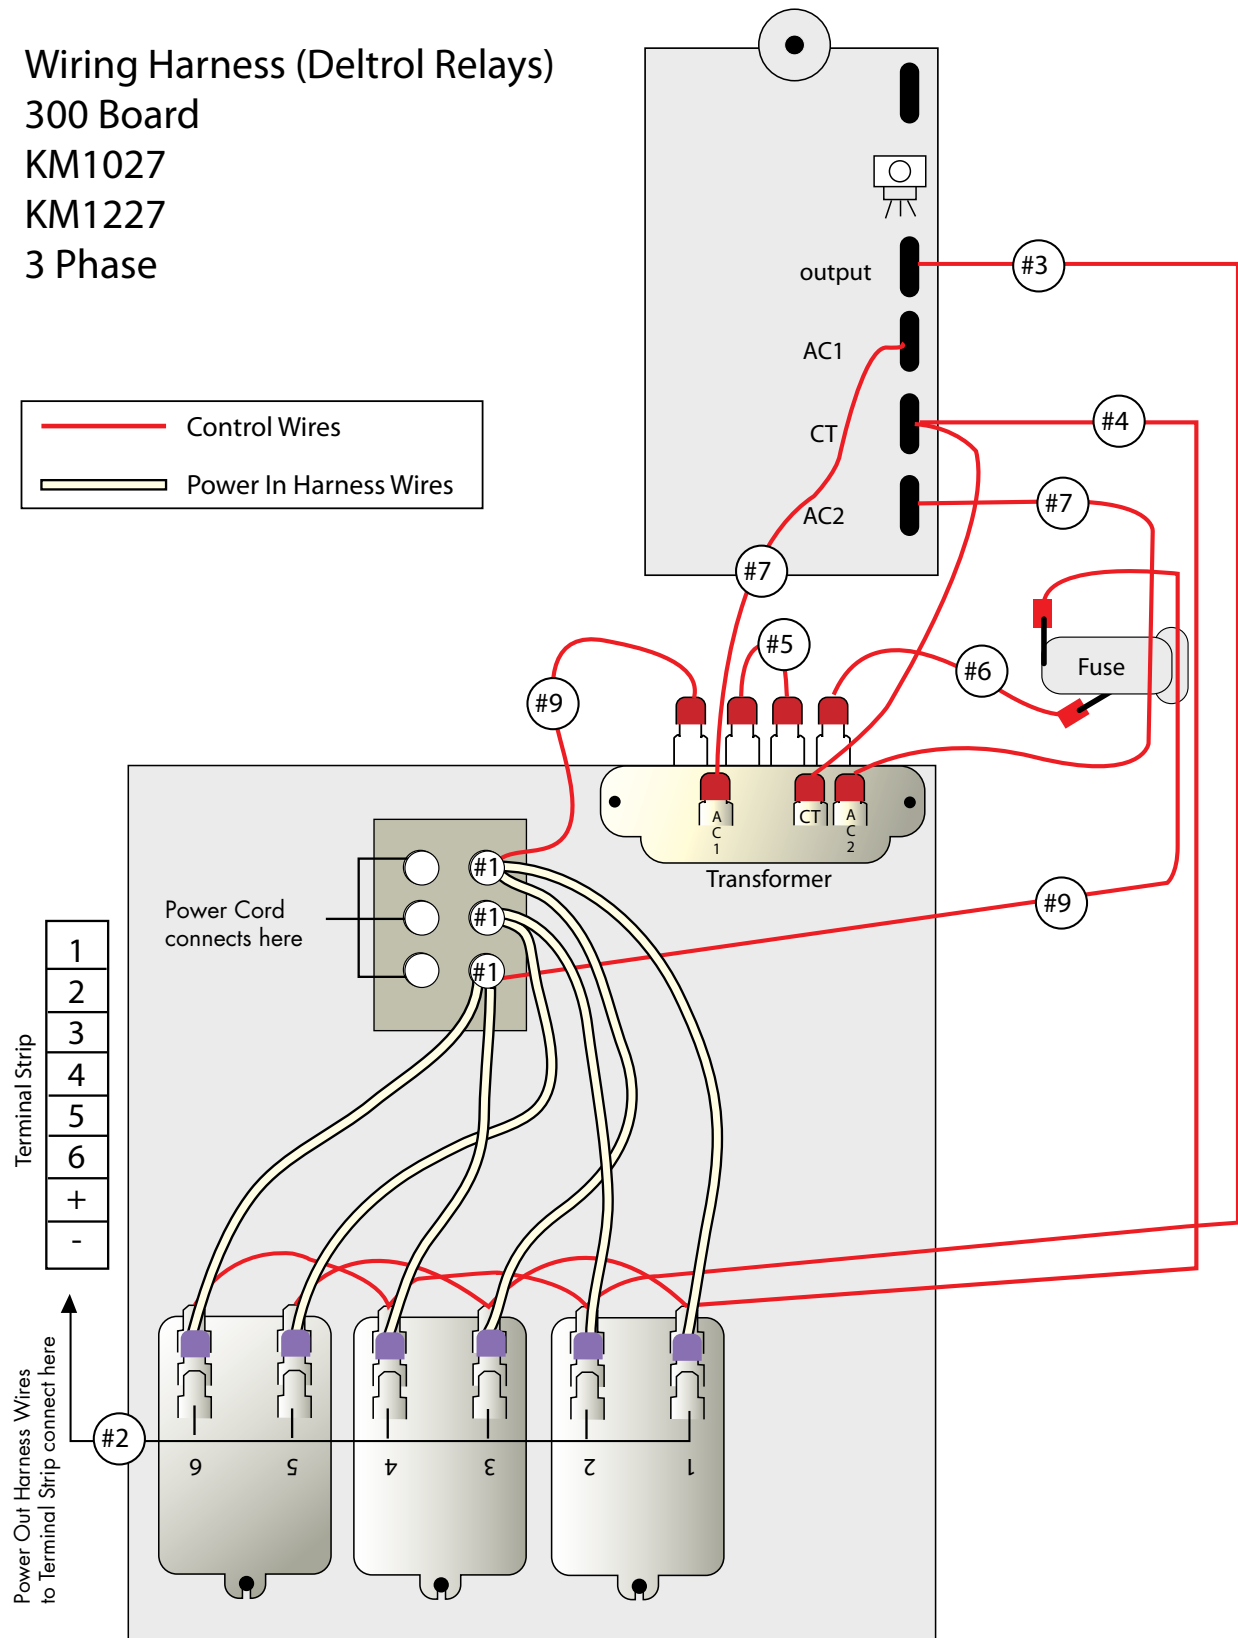 Wiring Harness (Deltrol Relays)
300 Board
KM1027
KM1227
3 Phase
Control Wires
Power In Harness Wires
output
AC1
CT
AC2
#3
#4
#7
#7
#5
#6
#9
Fuse
AC1
CT
AC2
Transformer
#9
#1
#1
#1
Power Cord
connects here
Terminal Strip
1
2
3
4
5
6
+
-
Power Out Harness Wires
to Terminal Strip connect here
#2
6
5
4
3
2
1